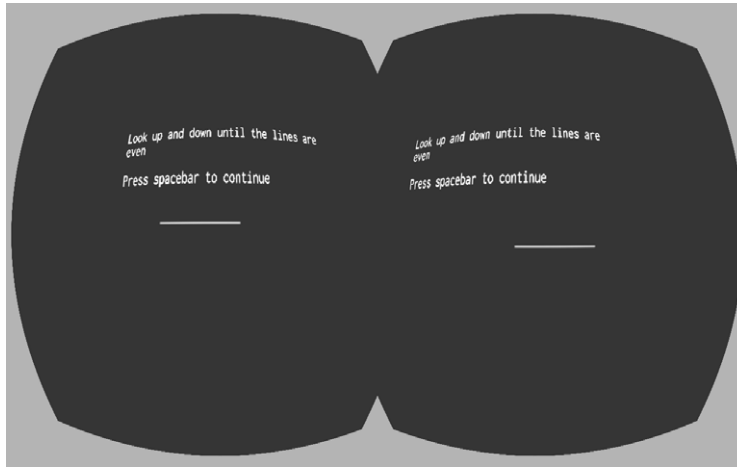 Look up and down until the lines are
even
Press spacebar to continue
Look up and down until the lines are
even
Press spacebar to continue